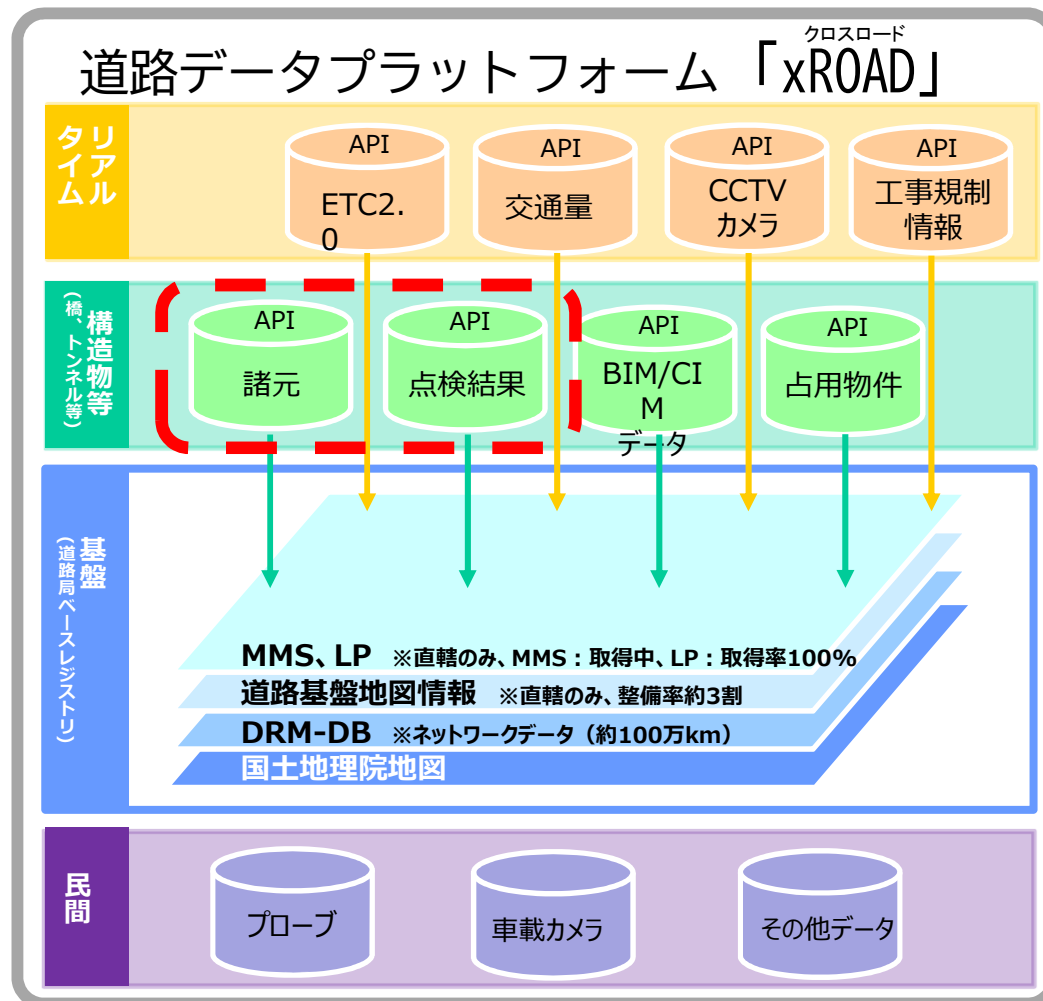 クロスロード
道路データプラットフォーム「xROAD」
リアル
タイム
API
ETC2.
0
API
交通量
API
CCTV
カメラ
API
工事規制
情報
構造物等
(橋、トンネル等)
API
諸元
API
点検結果
API
BIM/CI
M
データ
API
占用物件
基盤
(道路局ベースレジストリ)
MMS、LP ※直轄のみ、MMS：取得中、LP：取得率100%
道路基盤地図情報 ※直轄のみ、整備率約3割
DRM-DB ※ネットワークデータ（約100万km）
国土地理院地図
民間
プローブ
車載カメラ
その他データ